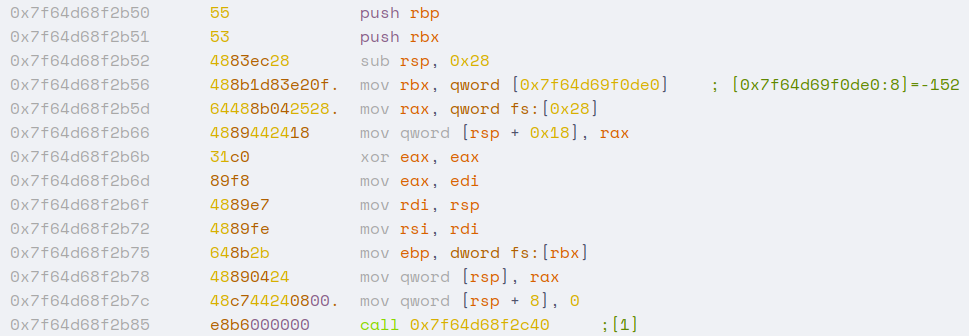 0x7f64d68f2b50 55 push rbp
0x7f64d68f2b51 53 push rbx
0x7f64d68f2b52 4883ec28 sub rsp, 0x28
0x7f64d68f2b56 488b1d83e20f. mov rbx, qword [0x7f64d69f0de0] ; [0x7f64d69f0de0:8]=-152
0x7f64d68f2b5d 64488b042528. mov rax, qword fs:[0x28]
0x7f64d68f2b66 4889442418 mov qword [rsp + 0x18], rax
0x7f64d68f2b6b 31c0 xor eax, eax
0x7f64d68f2b6d 89f8 mov eax, edi
0x7f64d68f2b6f 4889e7 mov rdi, rsp
0x7f64d68f2b72 4889fe mov rsi, rdi
0x7f64d68f2b75 648b2b mov ebp, dword fs:[rbx]
0x7f64d68f2b78 48890424 mov qword [rsp], rax
0x7f64d68f2b7c 48c744240800. mov qword [rsp + 8], 0
0x7f64d68f2b85 e8b6000000 call 0x7f64d68f2c40 ;[1]